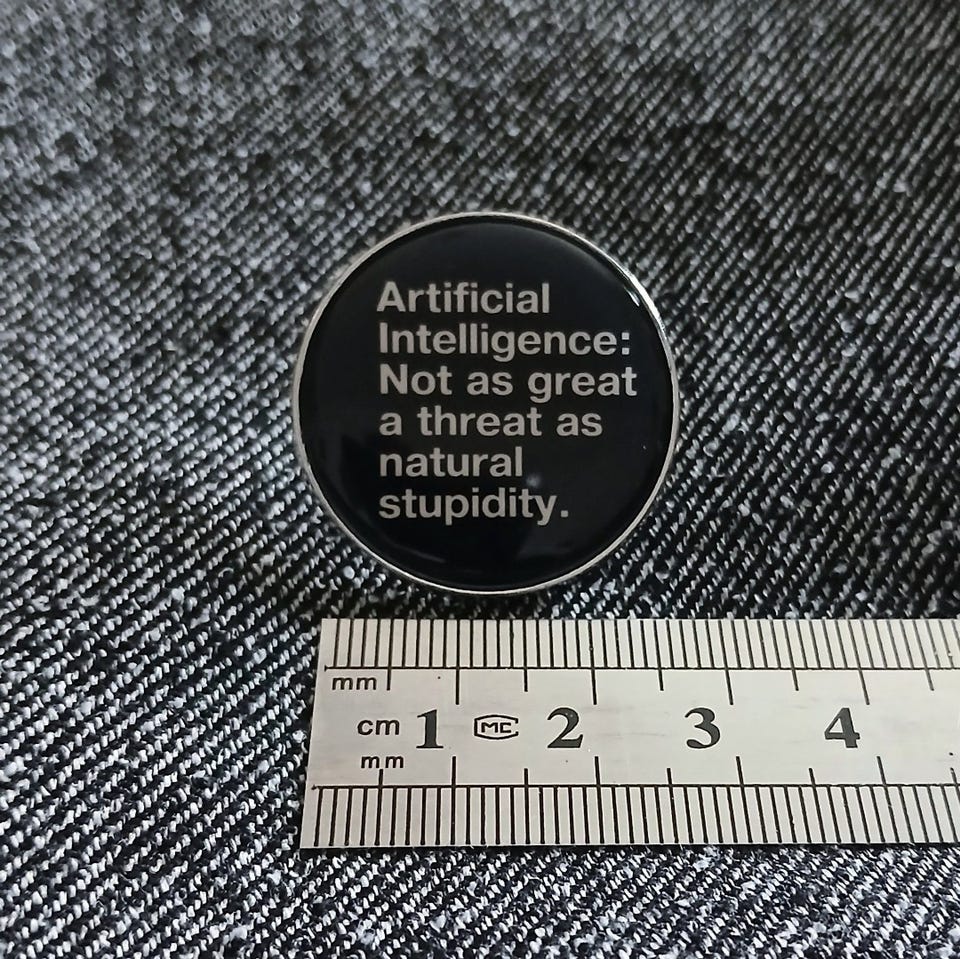 Artificial
Intelligence:
Not as great
a threat as
natural
stupidity.
mm
cm 1 MC 2 3 4
mm